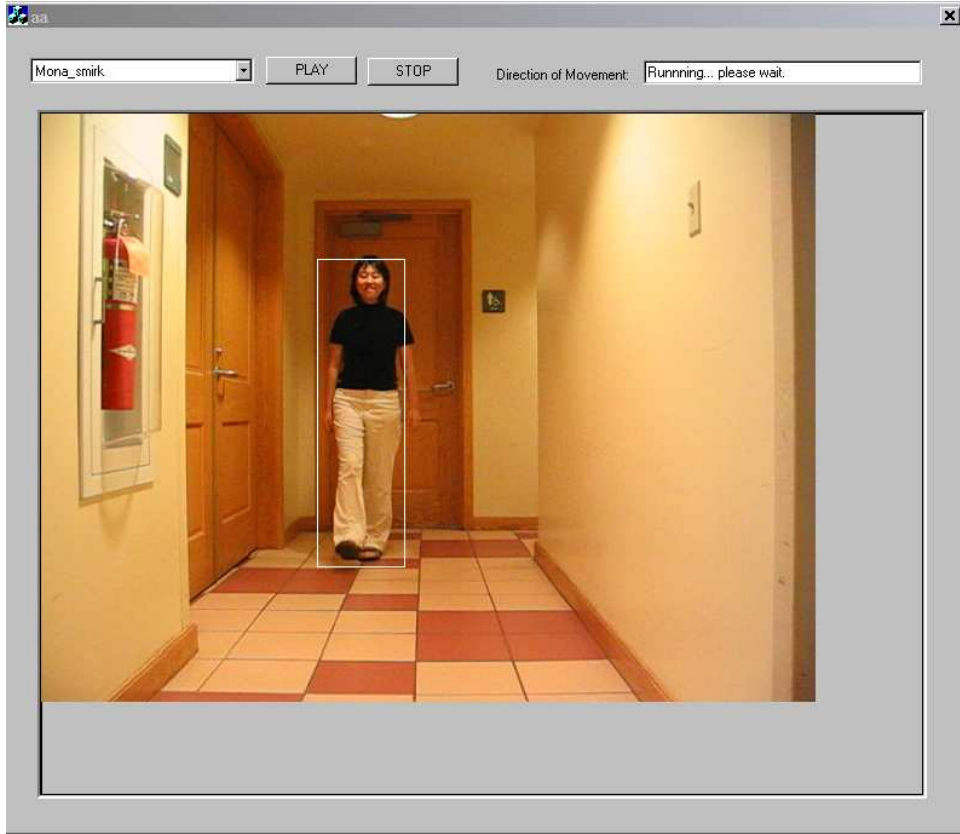 aa
Mona_smirk
PLAY
STOP
Direction of Movement:
Runnning... please wait.